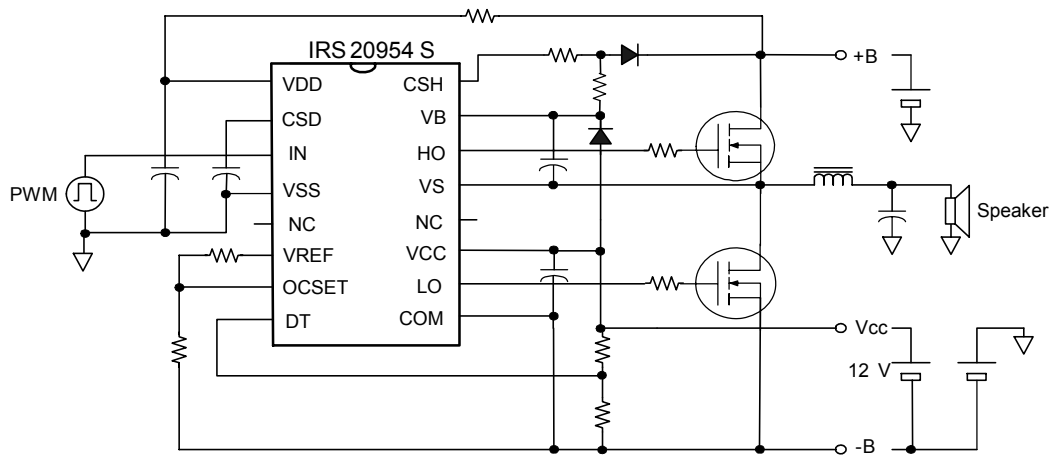 IRS 20954 S
VDD
CSD
IN
VSS
NC
VREF
OCSET
DT
CSH
VB
HO
VS
NC
VCC
LO
COM
PWM
+B
Speaker
Vcc
12 V
-B